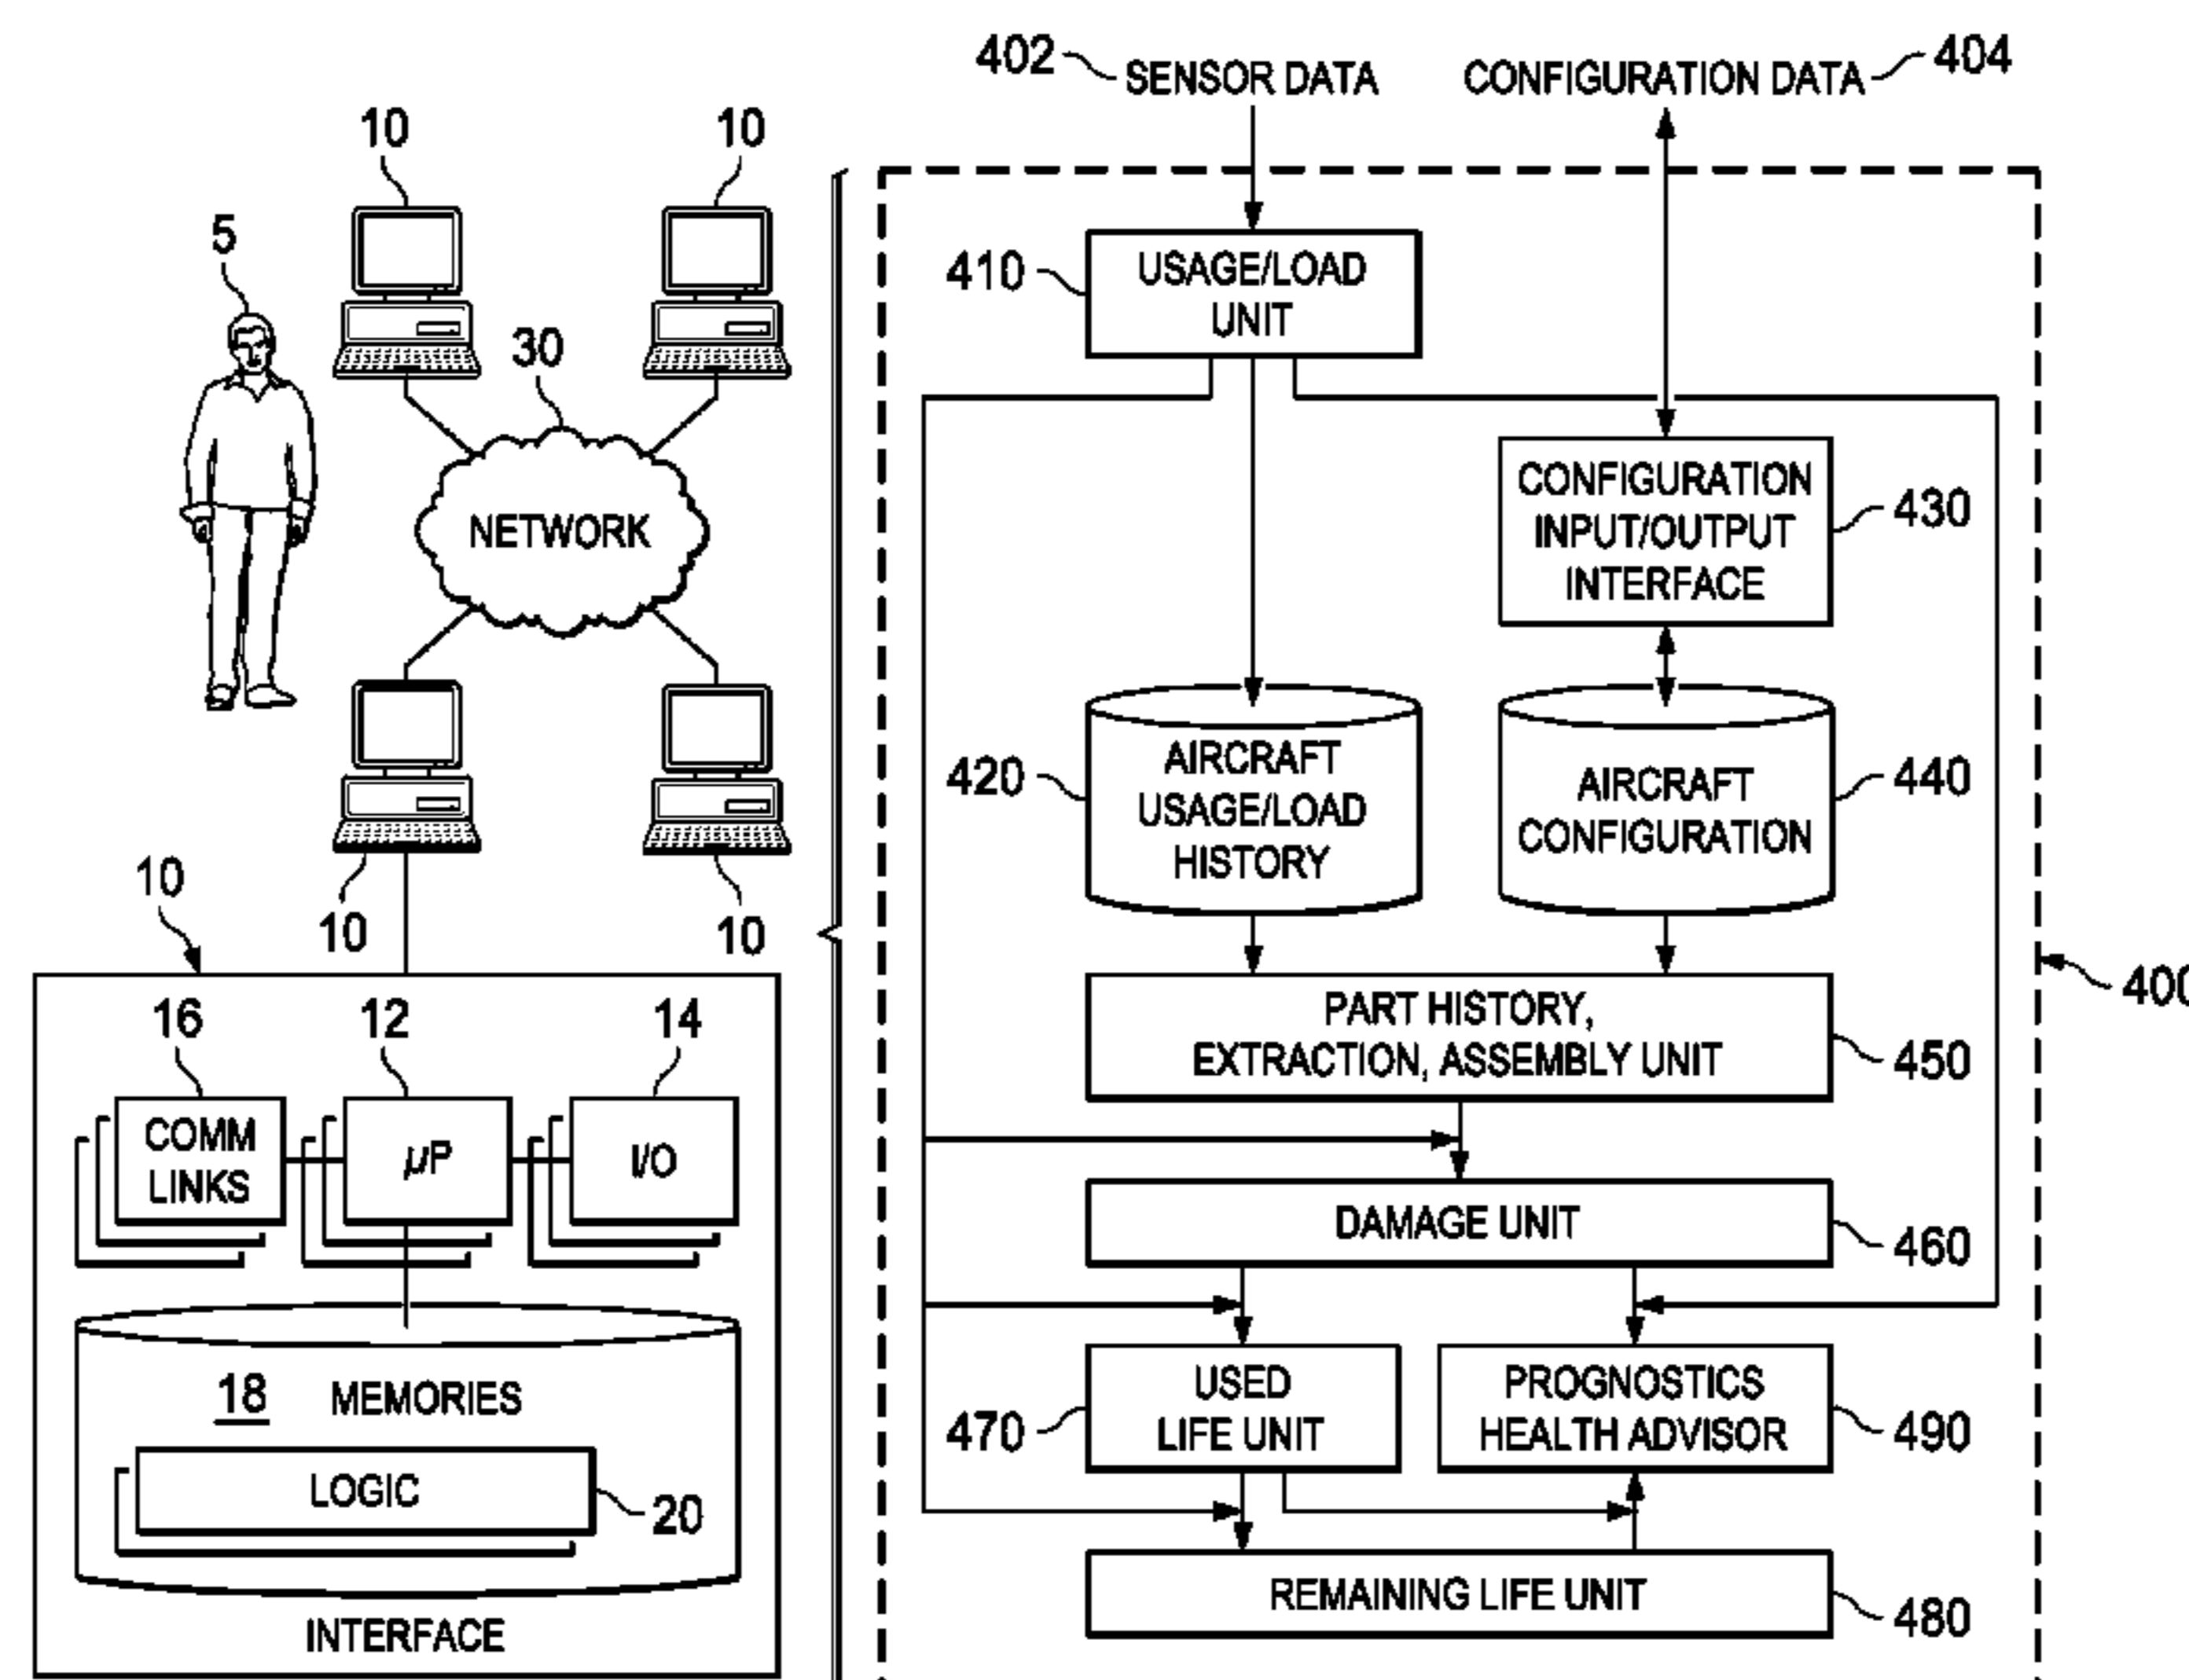 10
10
5
30
NETWORK
10
10
10
16
12
14
COMM
LINKS
µP
I/O
18
MEMORIES
LOGIC
20
INTERFACE
402
SENSOR DATA
CONFIGURATION DATA
404
410
USAGE/LOAD
UNIT
CONFIGURATION
INPUT/OUTPUT
INTERFACE
430
420
AIRCRAFT
USAGE/LOAD
HISTORY
AIRCRAFT
CONFIGURATION
440
400
PART HISTORY,
EXTRACTION, ASSEMBLY UNIT
450
DAMAGE UNIT
460
470
USED
LIFE UNIT
PROGNOSTICS
HEALTH ADVISOR
490
REMAINING LIFE UNIT
480